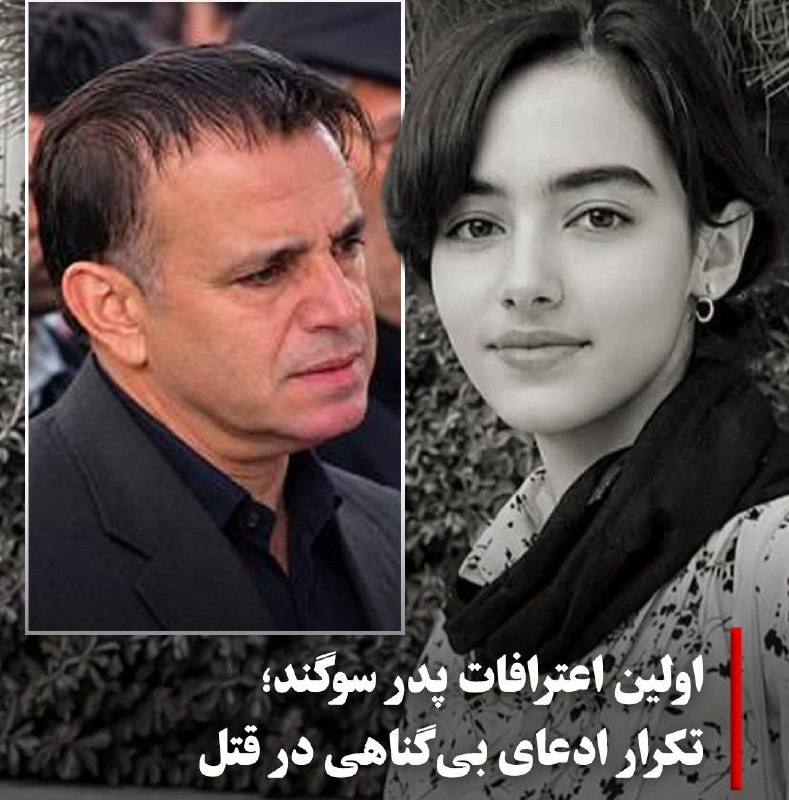 اولین اعترافات پدر سوگند؛
تکرار ادعای بی‌گناهی در قتل